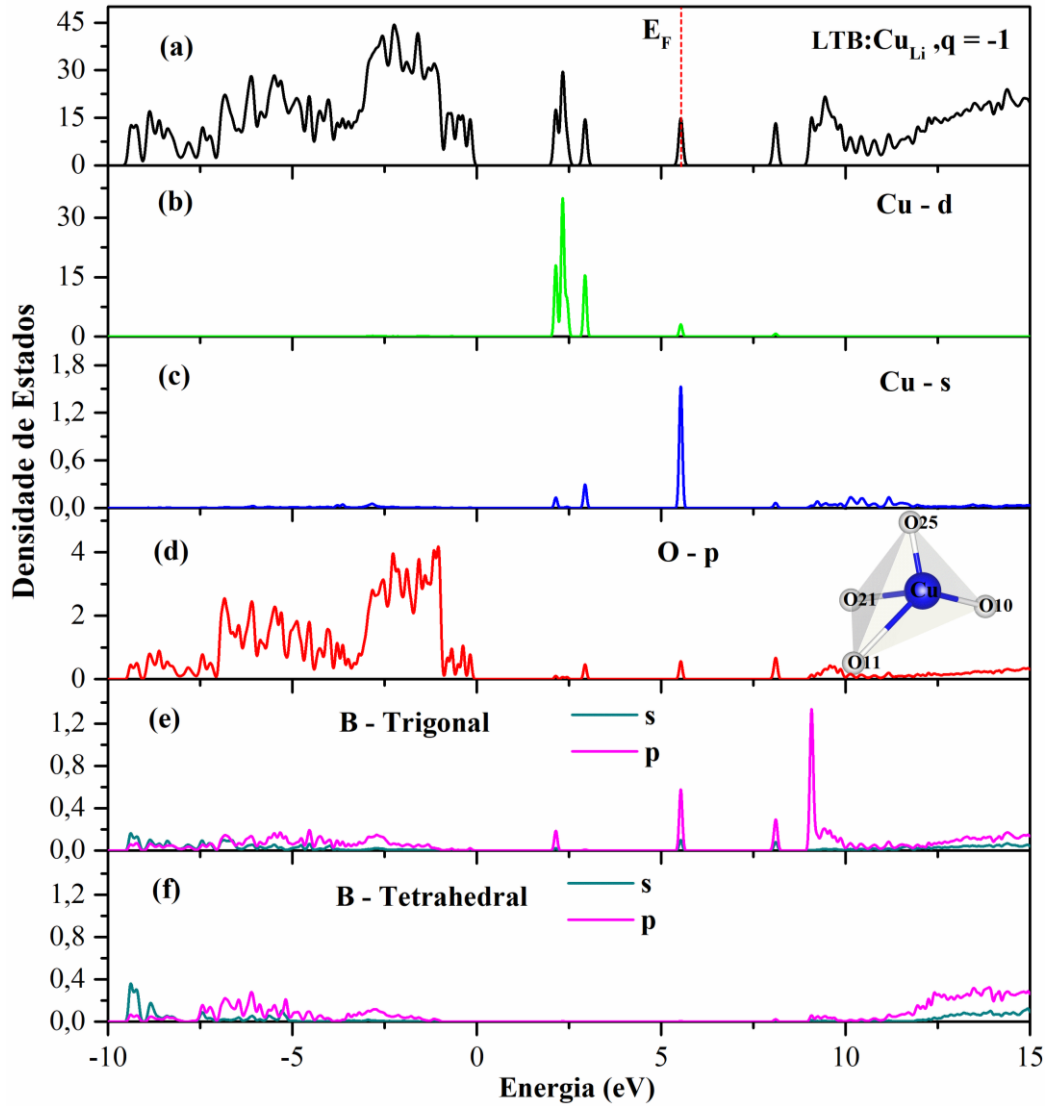 Densidade de Estados
45
30
15
0
(a)
E_F
LTB:Cu_Li ,q = -1
30
15
0
(b)
Cu - d
1,8
1,2
0,6
0,0
(c)
Cu - s
4
2
0
(d)
O - p
O25
O21
Cu
O10
O11
1,2
0,8
0,4
0,0
(e)
B - Trigonal
s
p
1,2
0,8
0,4
0,0
(f)
B - Tetrahedral
s
p
-10
-5
0
5
10
15
Energia (eV)